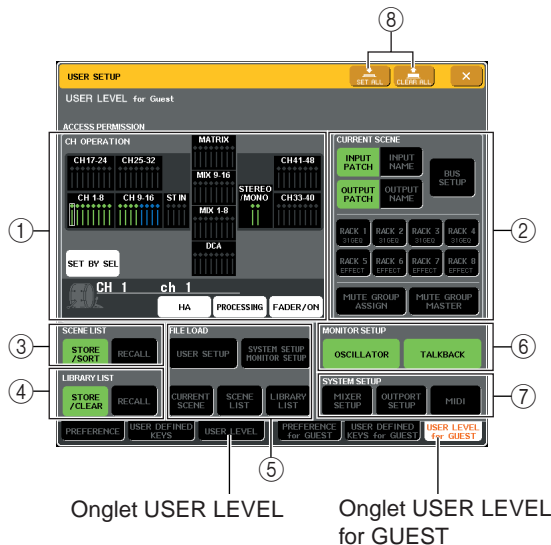 ⑧
USER SETUP
SET ALL
CLEAR ALL
×
USER LEVEL for Guest
ACCESS PERMISSION
CH OPERATION
MATRIX
CH17-24
CH25-32
CH41-48
MIX 9-16
CH 1-8
CH 9-16
ST IN
STEREO
/MONO
CH33-40
MIX 1-8
DCA
SET BY SEL
CH 1
ch 1
HA
PROCESSING
FADER/ON
①
CURRENT SCENE
INPUT
PATCH
INPUT
NAME
BUS
SETUP
OUTPUT
PATCH
OUTPUT
NAME
RACK 1
31GEQ
RACK 2
31GEQ
RACK 3
31GEQ
RACK 4
31GEQ
RACK 5
EFFECT
RACK 6
EFFECT
RACK 7
EFFECT
RACK 8
EFFECT
MUTE GROUP
ASSIGN
MUTE GROUP
MASTER
②
③
SCENE LIST
STORE
/SORT
RECALL
④
LIBRARY LIST
STORE
/CLEAR
RECALL
FILE LOAD
USER SETUP
SYSTEM SETUP
MONITOR SETUP
CURRENT
SCENE
SCENE
LIST
LIBRARY
LIST
⑤
MONITOR SETUP
OSCILLATOR
TALKBACK
⑥
SYSTEM SETUP
MIXER
SETUP
OUTPORT
SETUP
MIDI
⑦
PREFERENCE
USER DEFINED
KEYS
USER LEVEL
PREFERENCE
for GUEST
USER DEFINED
KEYS for GUEST
USER LEVEL
for GUEST
Onglet USER LEVEL
Onglet USER LEVEL
for GUEST